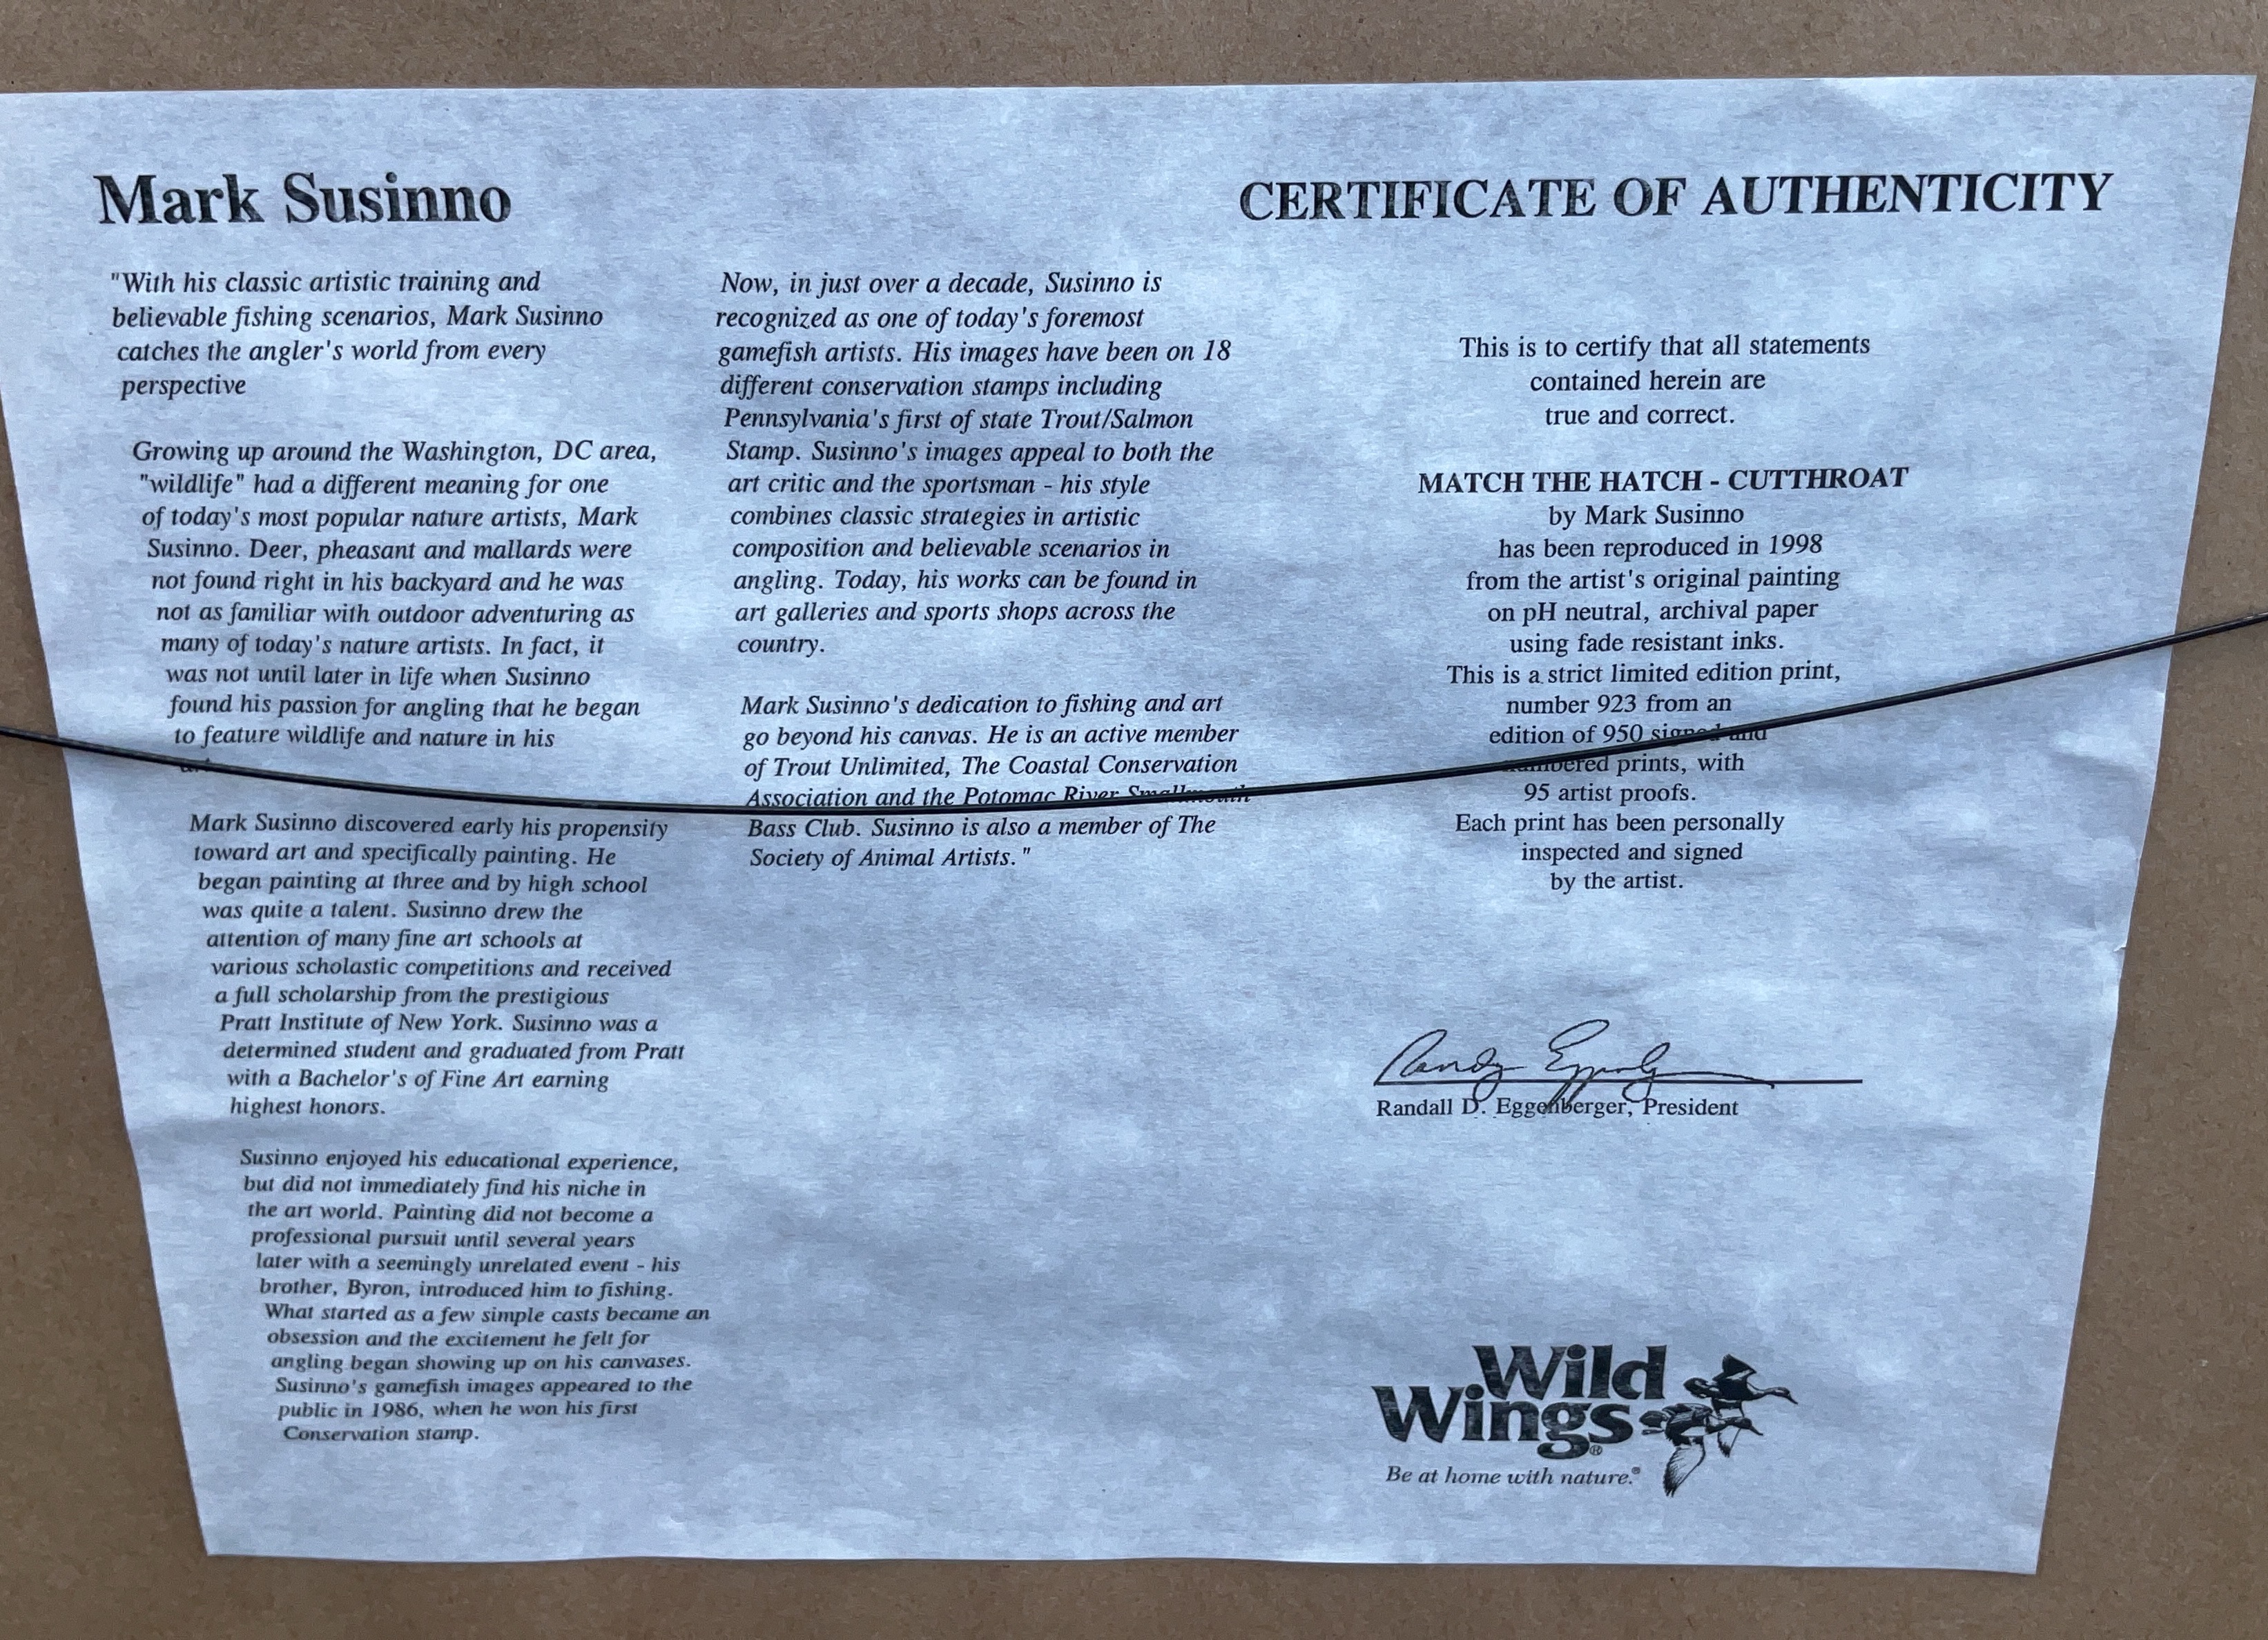 Mark Susinno
"With his classic artistic training and
believable fishing scenarios, Mark Susinno
catches the angler's world from every
perspective
Growing up around the Washington, DC area,
"wildlife" had a different meaning for one
of today's most popular nature artists, Mark
Susinno. Deer, pheasant and mallards were
not found right in his backyard and he was
not as familiar with outdoor adventuring as
many of today's nature artists. In fact, it
was not until later in life when Susinno
found his passion for angling that he began
to feature wildlife and nature in his
Mark Susinno discovered early his propensity
toward art and specifically painting. He
began painting at three and by high school
was quite a talent. Susinno drew the
attention of many fine art schools at
various scholastic competitions and received
a full scholarship from the prestigious
Pratt Institute of New York. Susinno was a
determined student and graduated from Pratt
with a Bachelor's of Fine Art earning
highest honors.
Susinno enjoyed his educational experience,
but did not immediately find his niche in
the art world. Painting did not become a
professional pursuit until several years
later with a seemingly unrelated event - his
brother, Byron, introduced him to fishing.
What started as a few simple casts became an
obsession and the excitement he felt for
angling began showing up on his canvases.
Susinno's gamefish images appeared to the
public in 1986, when he won his first
Conservation stamp.
Now, in just over a decade, Susinno is
recognized as one of today's foremost
gamefish artists. His images have been on 18
different conservation stamps including
Pennsylvania's first of state Trout/Salmon
Stamp. Susinno's images appeal to both the
art critic and the sportsman - his style
combines classic strategies in artistic
composition and believable scenarios in
angling. Today, his works can be found in
art galleries and sports shops across the
country.
Mark Susinno's dedication to fishing and art
go beyond his canvas. He is an active member
of Trout Unlimited, The Coastal Conservation
Association and the Potomac River Smallmouth
Bass Club. Susinno is also a member of The
Society of Animal Artists."
CERTIFICATE OF AUTHENTICITY
This is to certify that all statements
contained herein are
true and correct.
MATCH THE HATCH - CUTTHROAT
by Mark Susinno
has been reproduced in 1998
from the artist's original painting
on pH neutral, archival paper
using fade resistant inks.
This is a strict limited edition print,
number 923 from an
edition of 950 signed and
numbered prints, with
95 artist proofs.
Each print has been personally
inspected and signed
by the artist.
Randall D. Eggenberger, President
Wild
Wings®
Be at home with nature.®